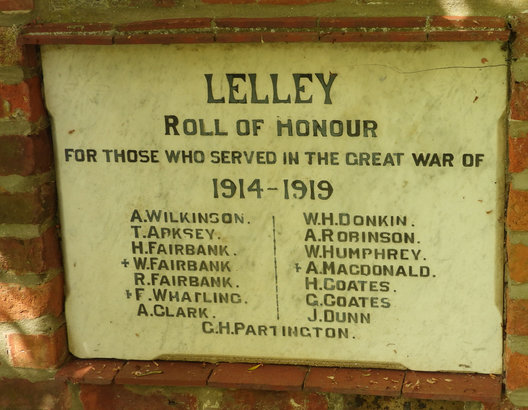 LELLEY
ROLL OF HONOUR
FOR THOSE WHO SERVED IN THE GREAT WAR OF
1914-1919
A.WILKINSON.
T.APKSEY.
H.FAIRBANK.
+W.FAIRBANK
R.FAIRBANK.
+F.WHATLING.
A.CLARK.
W.H.DONKIN.
A.ROBINSON.
W.HUMPHREY.
+A.MACDONALD.
H.COATES.
G.COATES
J.DUNN
G.H.PARTINGTON.